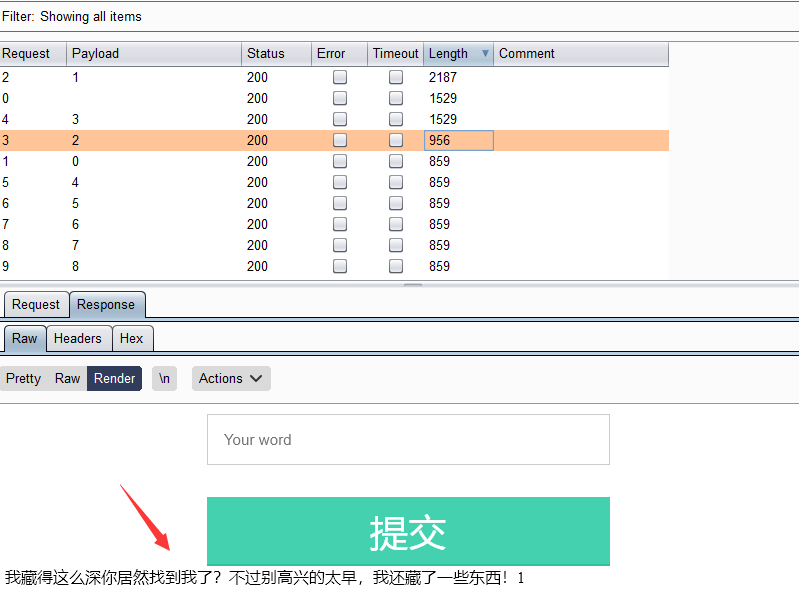 Filter: Showing all items
Request Payload Status Error Timeout Length Comment
2 1 200 2187
0 200 1529
4 3 200 1529
3 2 200 956
1 0 200 859
5 4 200 859
6 5 200 859
7 6 200 859
8 7 200 859
9 8 200 859
Request Response
Raw Headers Hex
Pretty Raw Render \n Actions
Your word
提交
我藏得这么深你居然找到我了？不过别高兴的太早，我还藏了一些东西！1